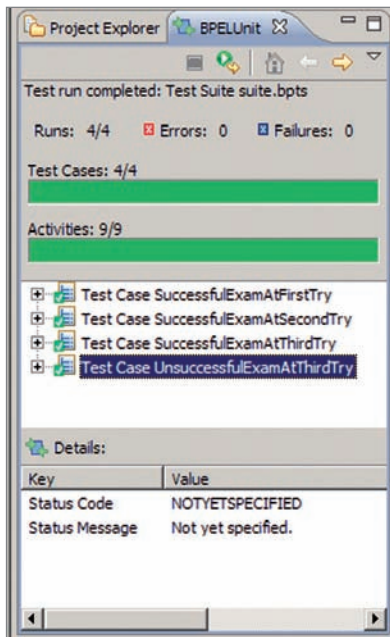 Project Explorer BPELUnit
Test run completed: Test Suite suite.bpts
Runs: 4/4 Errors: 0 Failures: 0
Test Cases: 4/4
Activities: 9/9
Test Case SuccessfulExamAtFirstTry
Test Case SuccessfulExamAtSecondTry
Test Case SuccessfulExamAtThirdTry
Test Case UnsuccessfulExamAtThirdTry
Details:
Key Value
Status Code NOTYETSPECIFIED
Status Message Not yet specified.